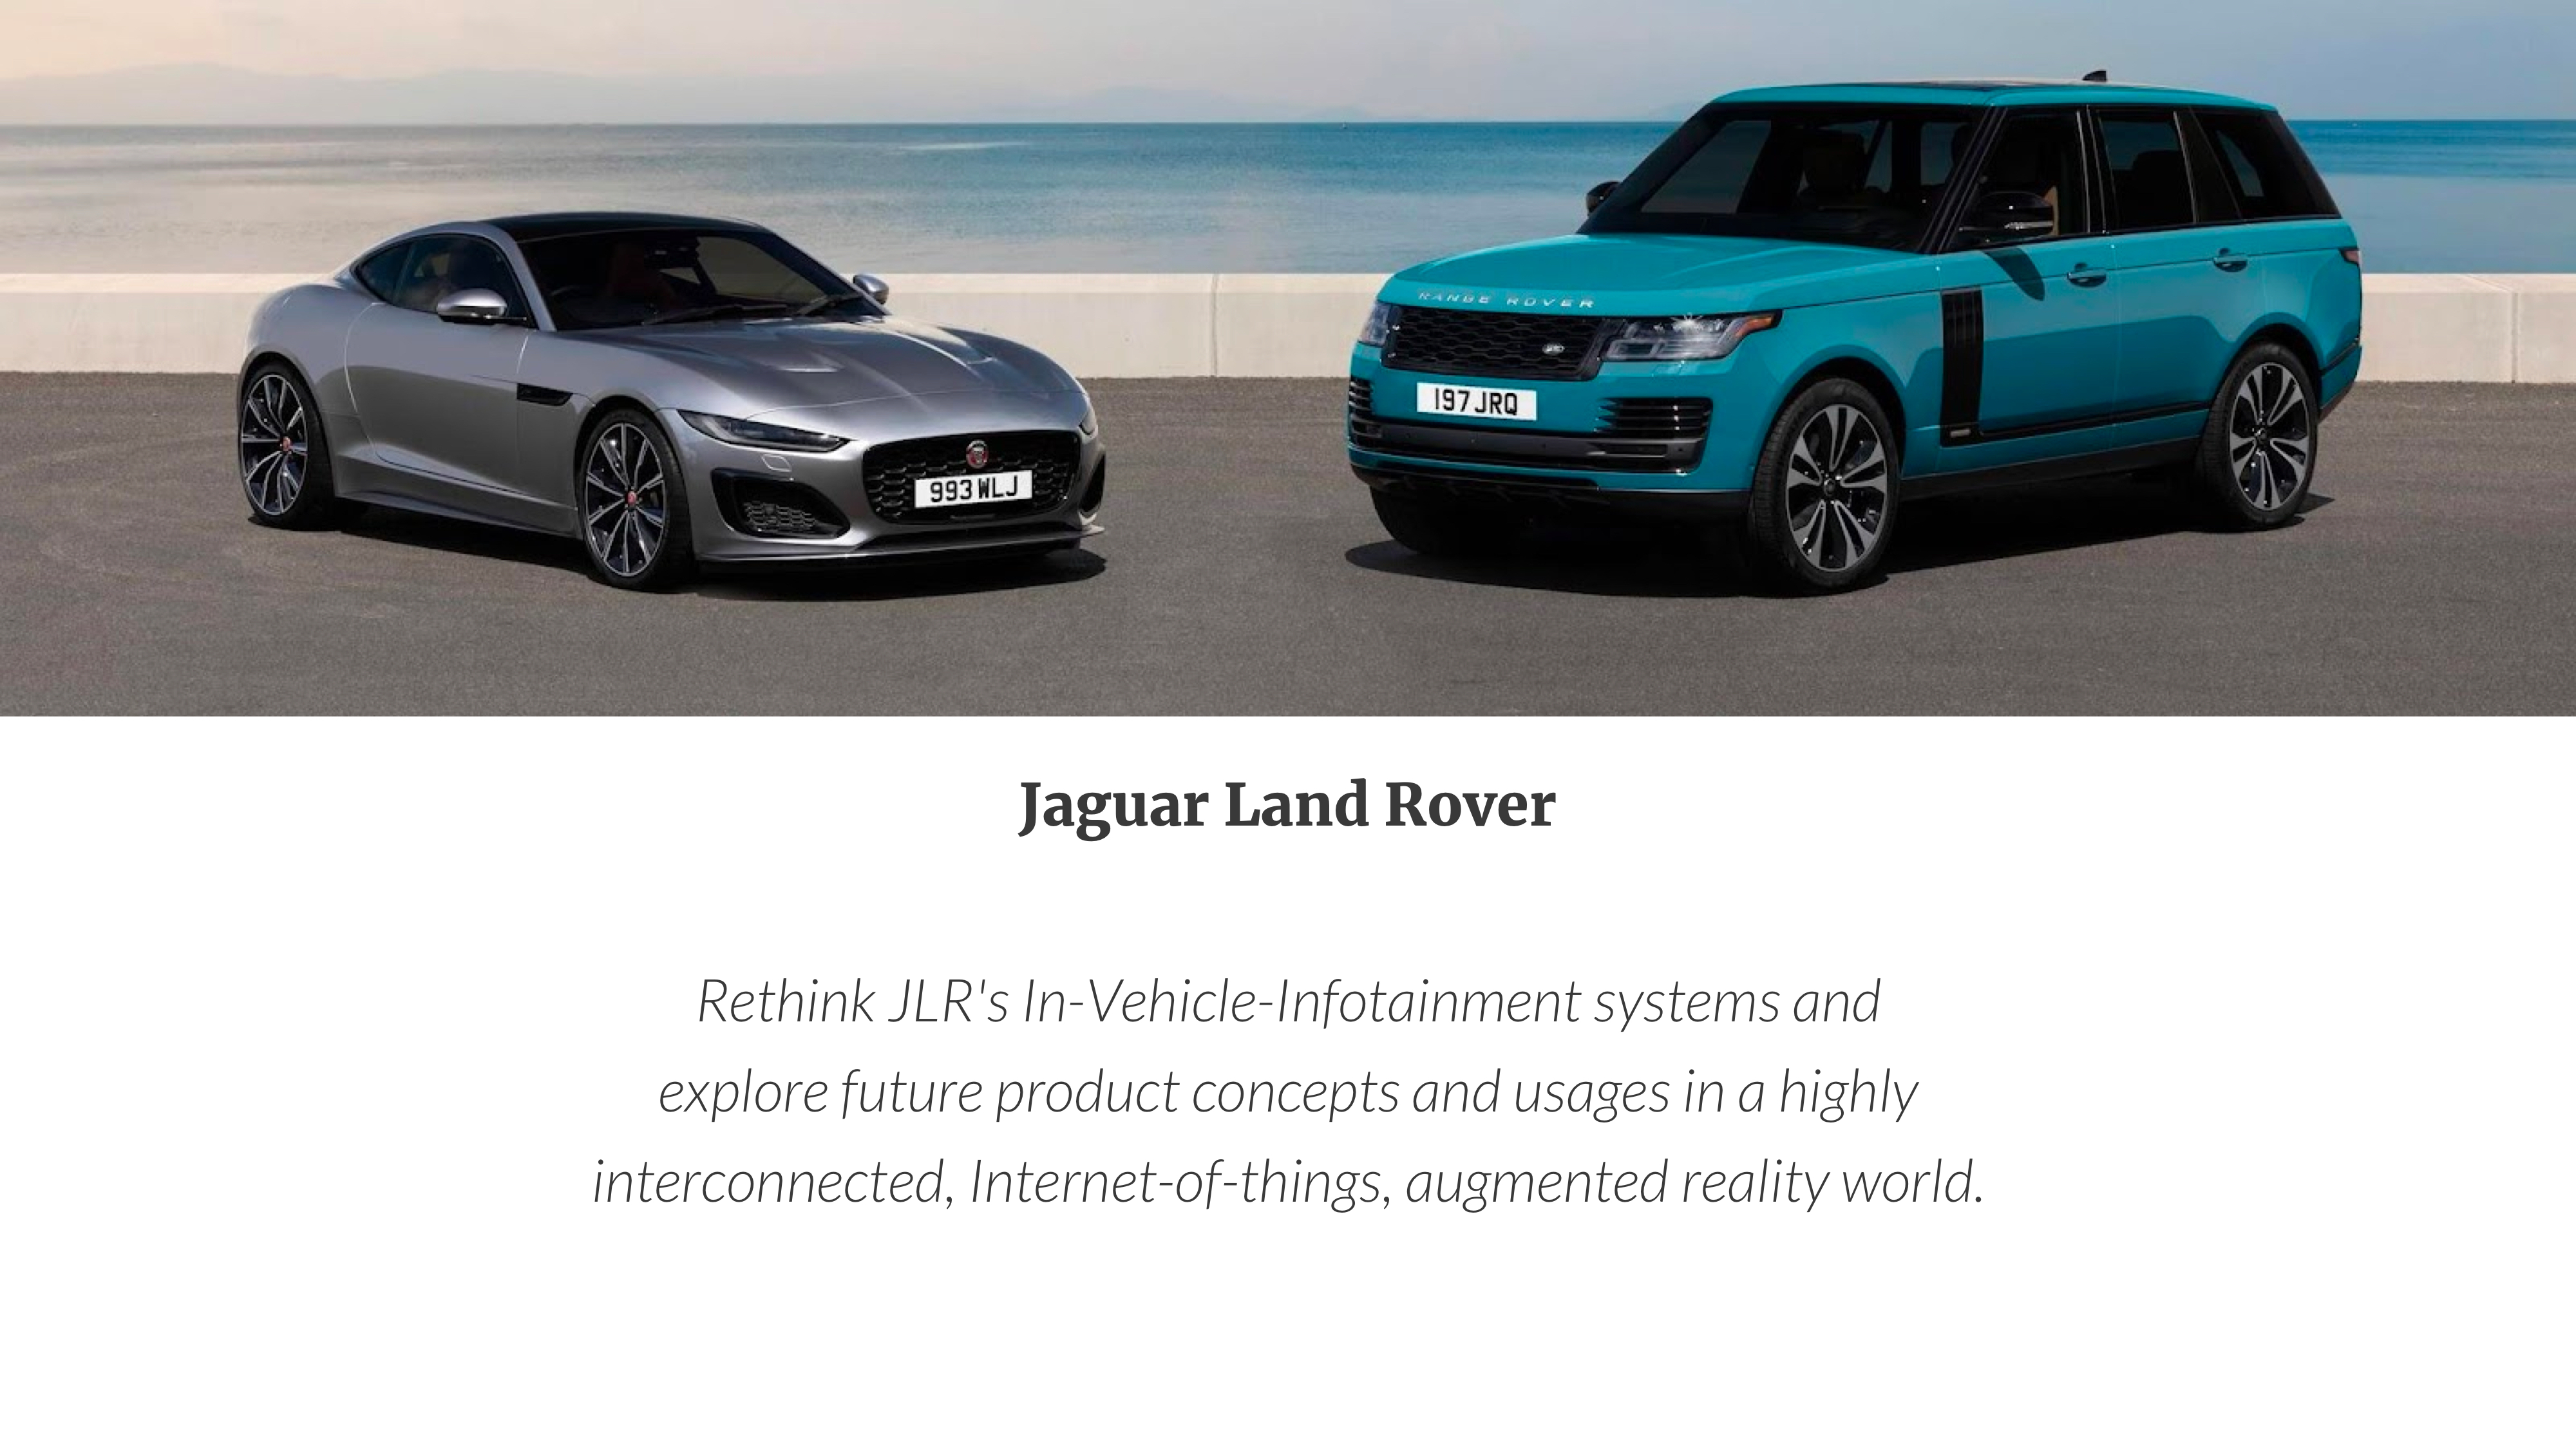 RANGE ROVER
197 JRQ
993 WLJ
Jaguar Land Rover
Rethink JLR's In-Vehicle-Infotainment systems and
explore future product concepts and usages in a highly
interconnected, Internet-of-things, augmented reality world.